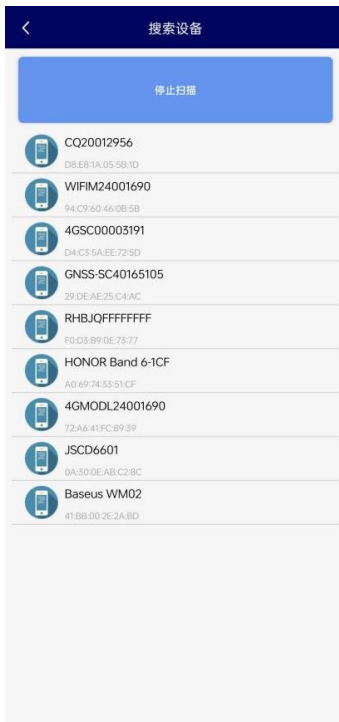 搜索设备
停止扫描
CQ20012956
D8:E8:1A:05:5B:1D
WIFIM24001690
94:C9:60:46:0B:5B
4GSC00003191
D4:C3:5A:EE:72:5D
GNSS-SC40165105
29:DE:AE:25:C4:AC
RHBJQFFFFFFFF
F0:D3:B9:0E:73:77
HONOR Band 6-1CF
A0:69:74:33:51:CF
4GMODL24001690
72:A6:41:FC:89:39
JSCD6601
0A:30:0E:AB:C2:8C
Baseus WM02
41:BB:00:2E:2A:BD